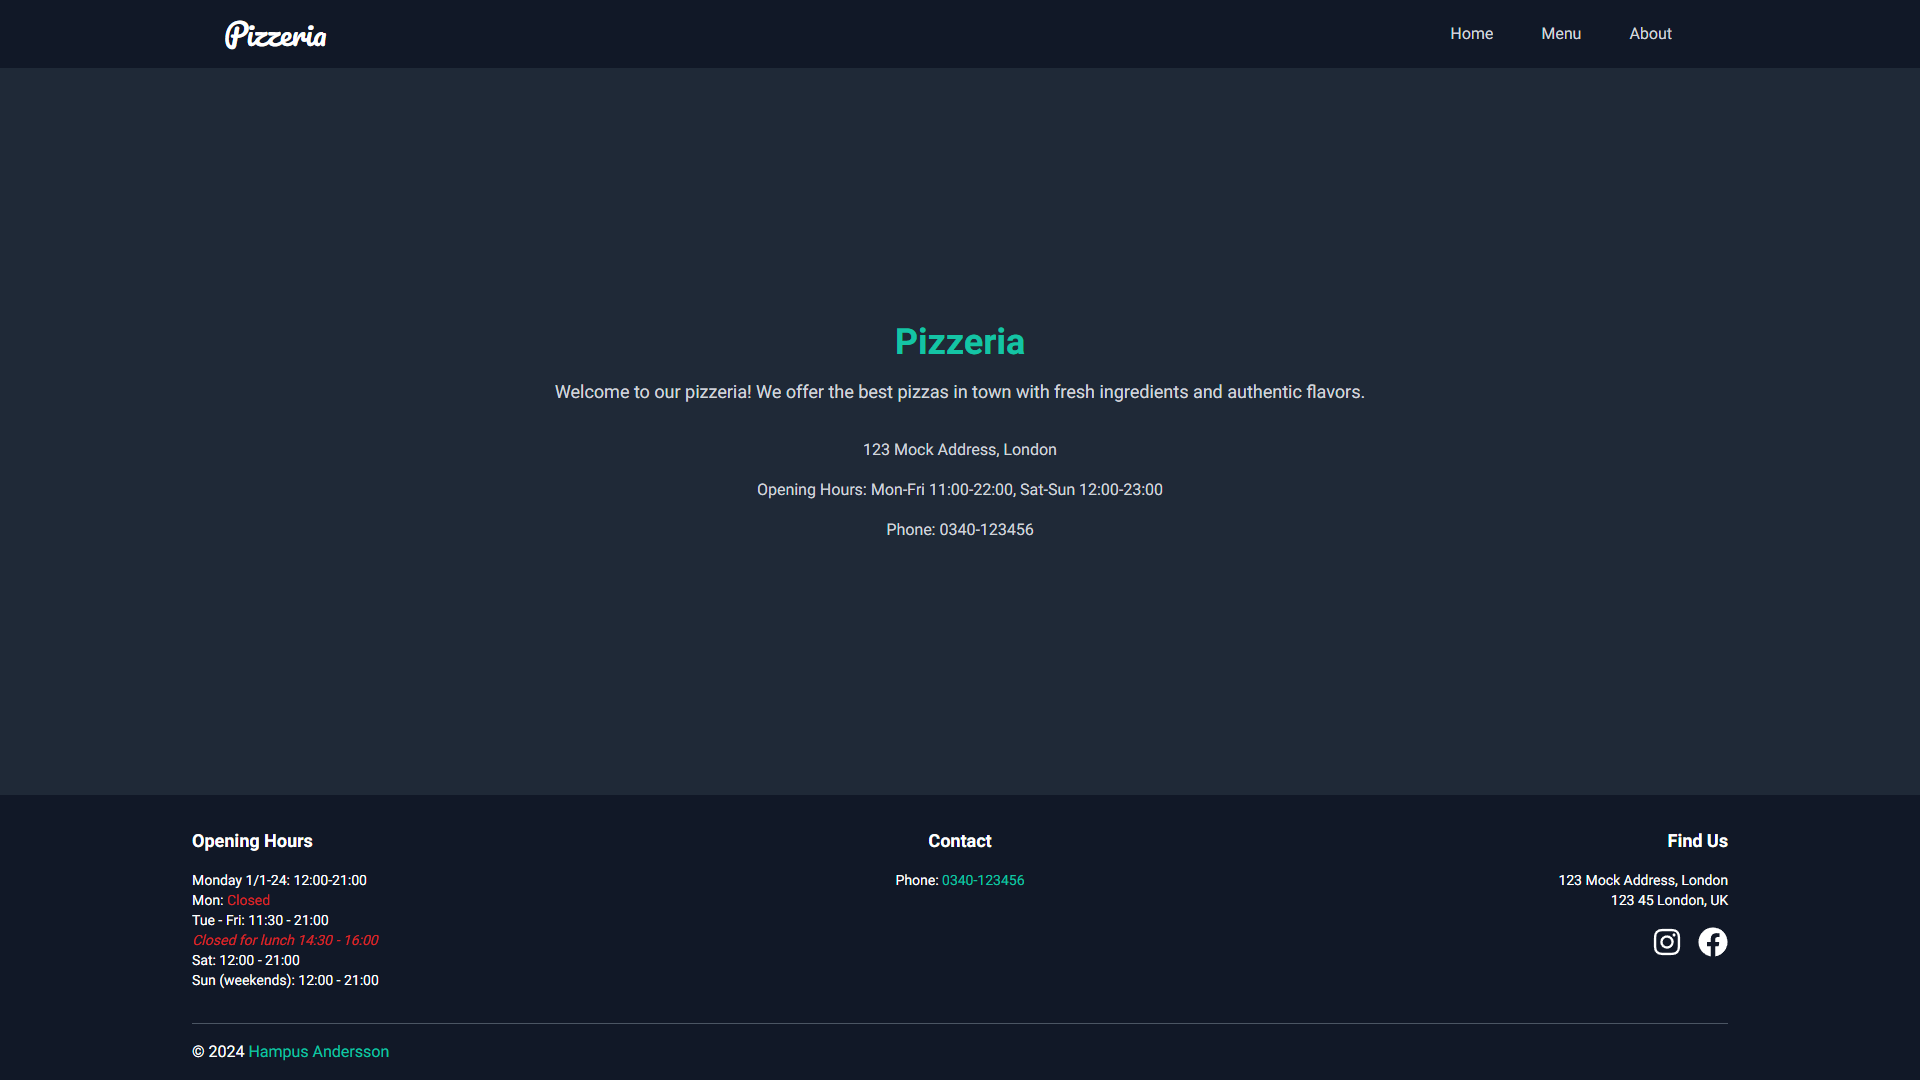 Pizzeria
Home
Menu
About
Pizzeria
Welcome to our pizzeria! We offer the best pizzas in town with fresh ingredients and authentic flavors.
123 Mock Address, London
Opening Hours: Mon-Fri 11:00-22:00, Sat-Sun 12:00-23:00
Phone: 0340-123456
Opening Hours
Monday 1/1-24: 12:00-21:00
Mon: Closed
Tue - Fri: 11:30 - 21:00
Closed for lunch 14:30 - 16:00
Sat: 12:00 - 21:00
Sun (weekends): 12:00 - 21:00
Contact
Phone: 0340-123456
Find Us
123 Mock Address, London
123 45 London, UK
© 2024 Hampus Andersson